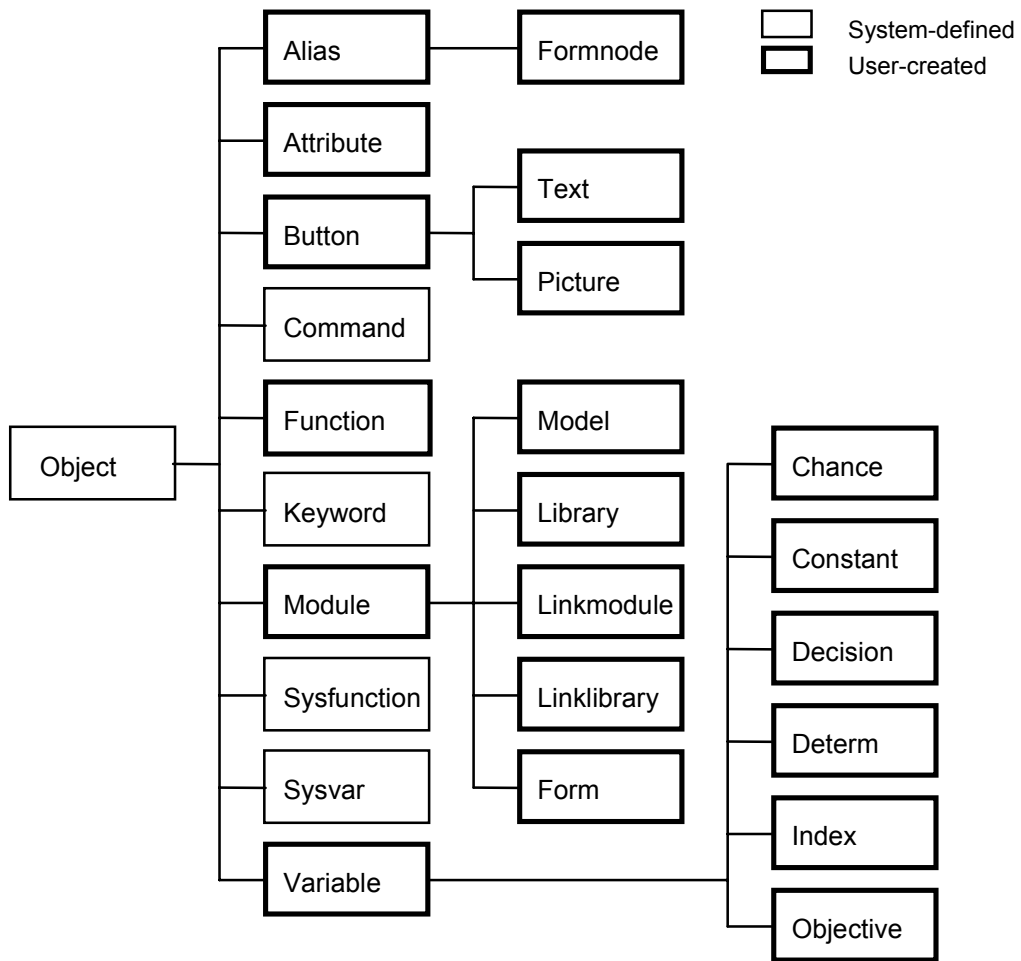 Alias
Formnode
System-defined
User-created
Attribute
Text
Button
Picture
Command
Function
Model
Object
Chance
Keyword
Library
Constant
Module
Linkmodule
Decision
Sysfunction
Linklibrary
Determ
Sysvar
Form
Index
Variable
Objective